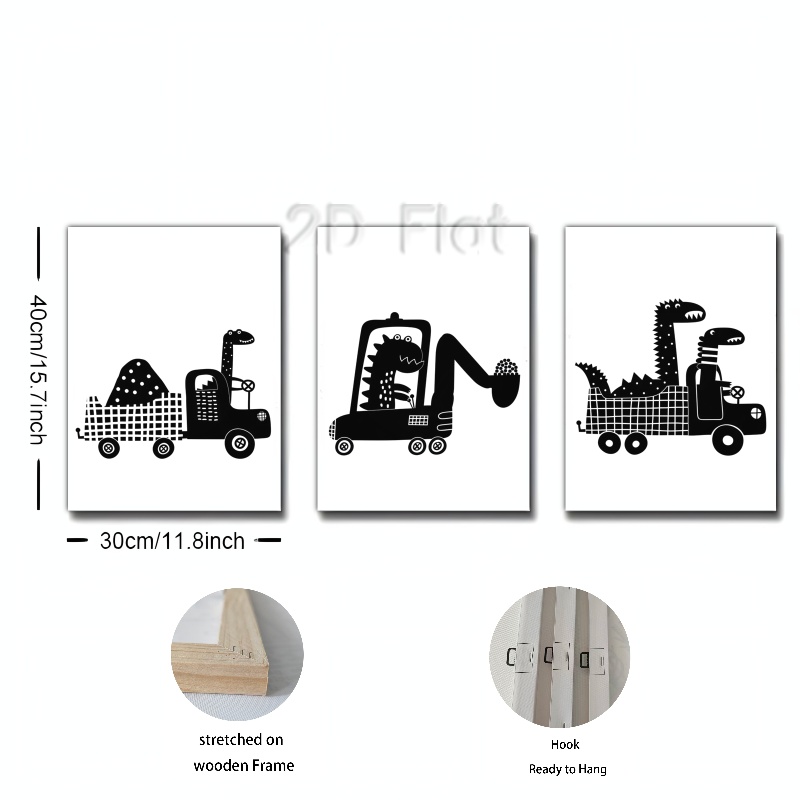 2D Flat
40cm/15.7inch
30cm/11.8inch
stretched on
wooden Frame
Hook
Ready to Hang